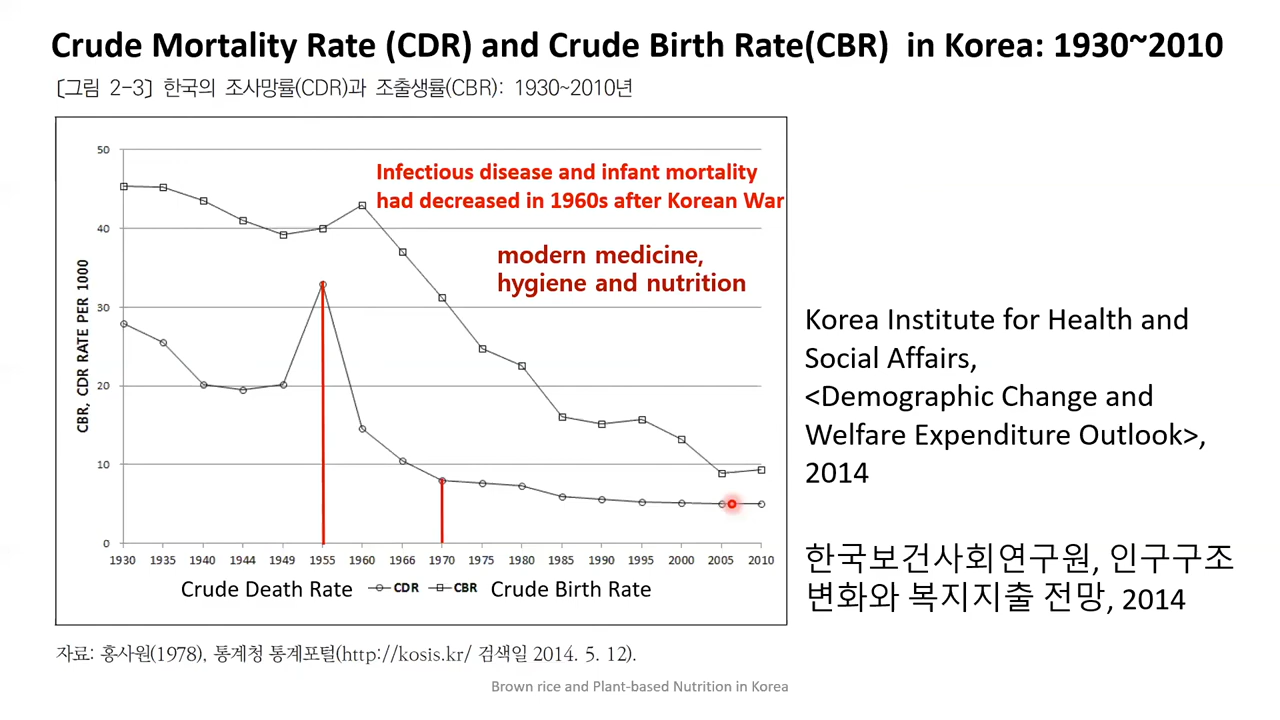 Crude Mortality Rate (CDR) and Crude Birth Rate(CBR) in Korea: 1930~2010
[그림 2-3] 한국의 조사망률(CDR)과 조출생률(CBR): 1930~2010년
50
40
30
20
10
0
CBR, CDR RATE PER 1000
Infectious disease and infant mortality
had decreased in 1960s after Korean War
modern medicine,
hygiene and nutrition
1930 1935 1940 1944 1949 1955 1960 1966 1970 1975 1980 1985 1990 1995 2000 2005 2010
Crude Death Rate CDR CBR Crude Birth Rate
Korea Institute for Health and
Social Affairs,
<Demographic Change and
Welfare Expenditure Outlook>,
2014
한국보건사회연구원, 인구구조
변화와 복지지출 전망, 2014
자료: 홍사원(1978), 통계청 통계포털(http://kosis.kr/ 검색일 2014. 5. 12).
Brown rice and Plant-based Nutrition in Korea